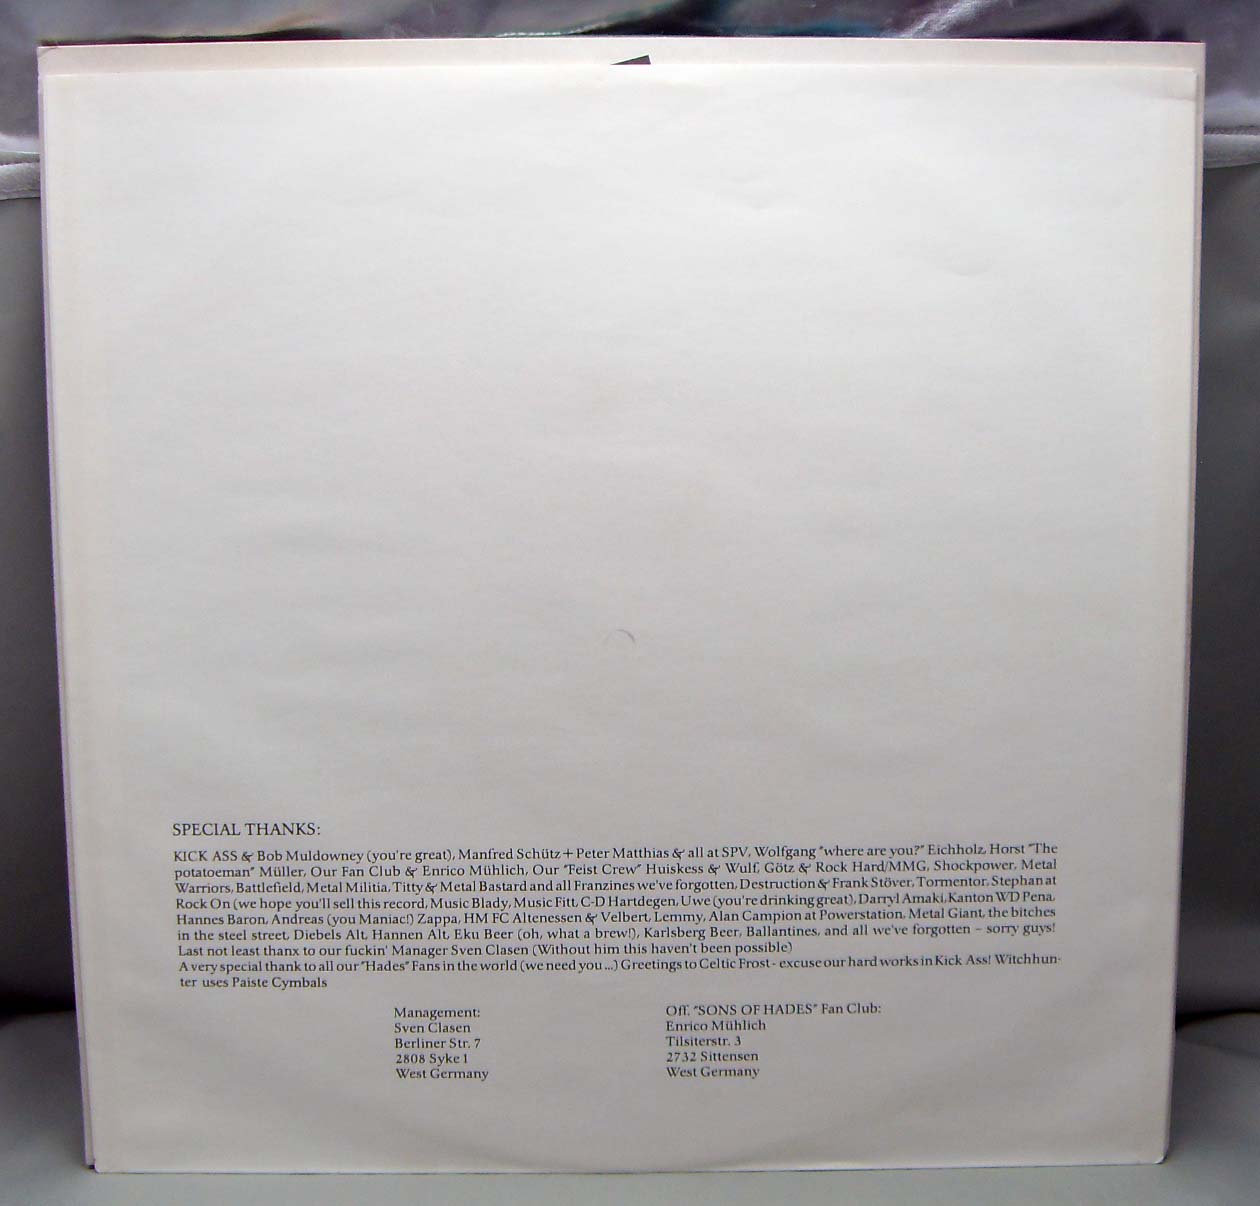 SPECIAL THANKS:
KICK ASS & Bob Muldowney (you're great), Manfred Schütz + Peter Matthias & all at SPV, Wolfgang "where are you?" Eichholz, Horst "The
potatoeman" Müller, Our Fan Club & Enrico Mühlich, Our "Feist Crew" Huiskess & Wulf, Götz & Rock Hard/MMG, Shockpower, Metal
Warriors, Battlefield, Metal Militia, Titty & Metal Bastard and all Franzines we've forgotten, Destruction & Frank Stöver, Tormentor, Stephan at
Rock On (we hope you'll sell this record, Music Blady, Music Fitt, C-D Hartdegen, Uwe (you're drinking great), Darryl Amaki, Kanton WD Pena,
Hannes Baron, Andreas (you Maniac!) Zappa, HM FC Altenessen & Velbert, Lemmy, Alan Campion at Powerstation, Metal Giant, the bitches
in the steel street, Diebels Alt, Hannen Alt, Eku Beer (oh, what a brew!), Karlsberg Beer, Ballantines, and all we've forgotten – sorry guys!
Last not least thanx to our fuckin' Manager Sven Clasen (Without him this haven't been possible)
A very special thank to all our "Hades" Fans in the world (we need you ...) Greetings to Celtic Frost - excuse our hard works in Kick Ass! Witchhun-
ter uses Paiste Cymbals
Management:
Sven Clasen
Berliner Str. 7
2808 Syke 1
West Germany
Off. "SONS OF HADES" Fan Club:
Enrico Mühlich
Tilsiterstr. 3
2732 Sittensen
West Germany